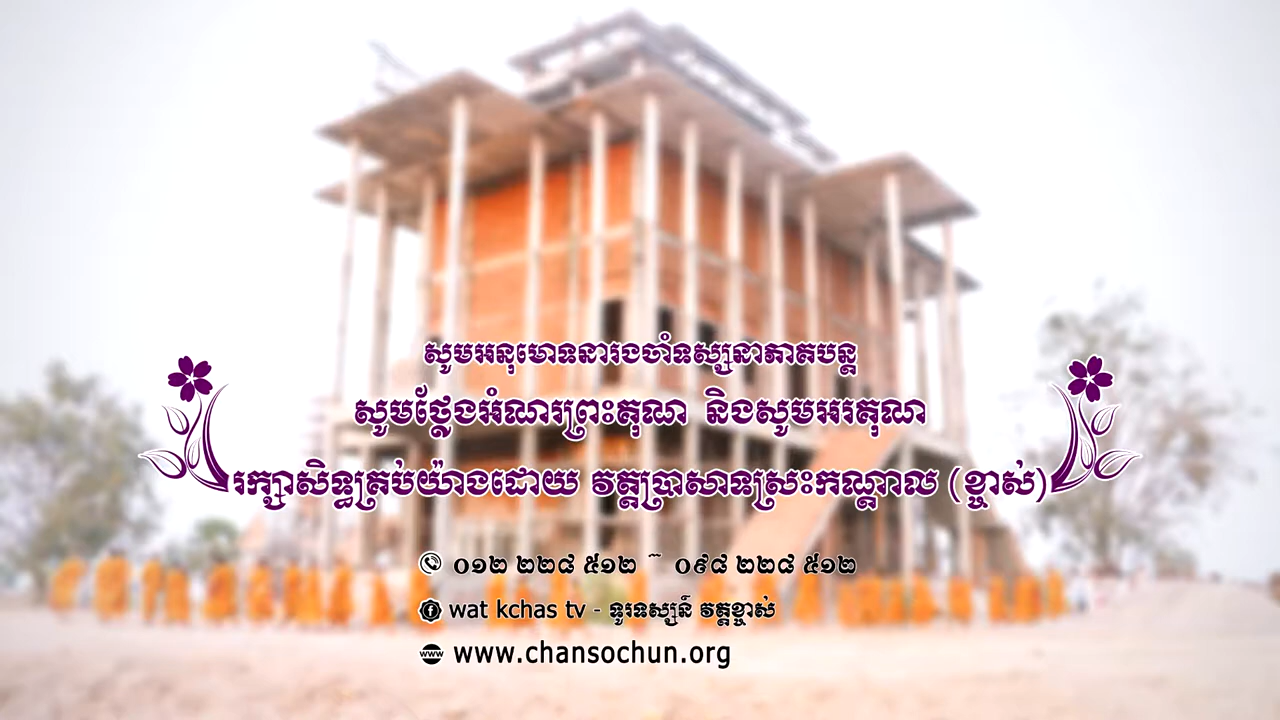 សូមអនុមោទនារងចាំទស្សនាភាគបន្ត
សូមថ្លែងអំណរព្រះគុណ និងសូមអរគុណ
រក្សាសិទ្ធគ្រប់យ៉ាងដោយ វត្តប្រាសាទស្រះកណ្តាល (ខ្ចាស់)
០១២ ២២៨ ៥១២ ~ ០៩៨ ២២៨ ៥១២
wat kchas tv - ទូរទស្សន៍ វត្តខ្ចាស់
www.chansochun.org